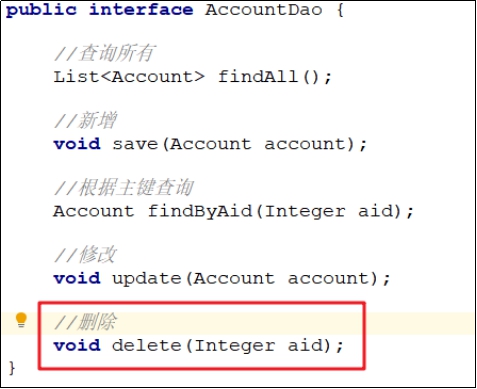 public interface AccountDao {
//查询所有
List<Account> findAll();
//新增
void save(Account account);
//根据主键查询
Account findByAid(Integer aid);
//修改
void update(Account account);
//删除
void delete(Integer aid);
}